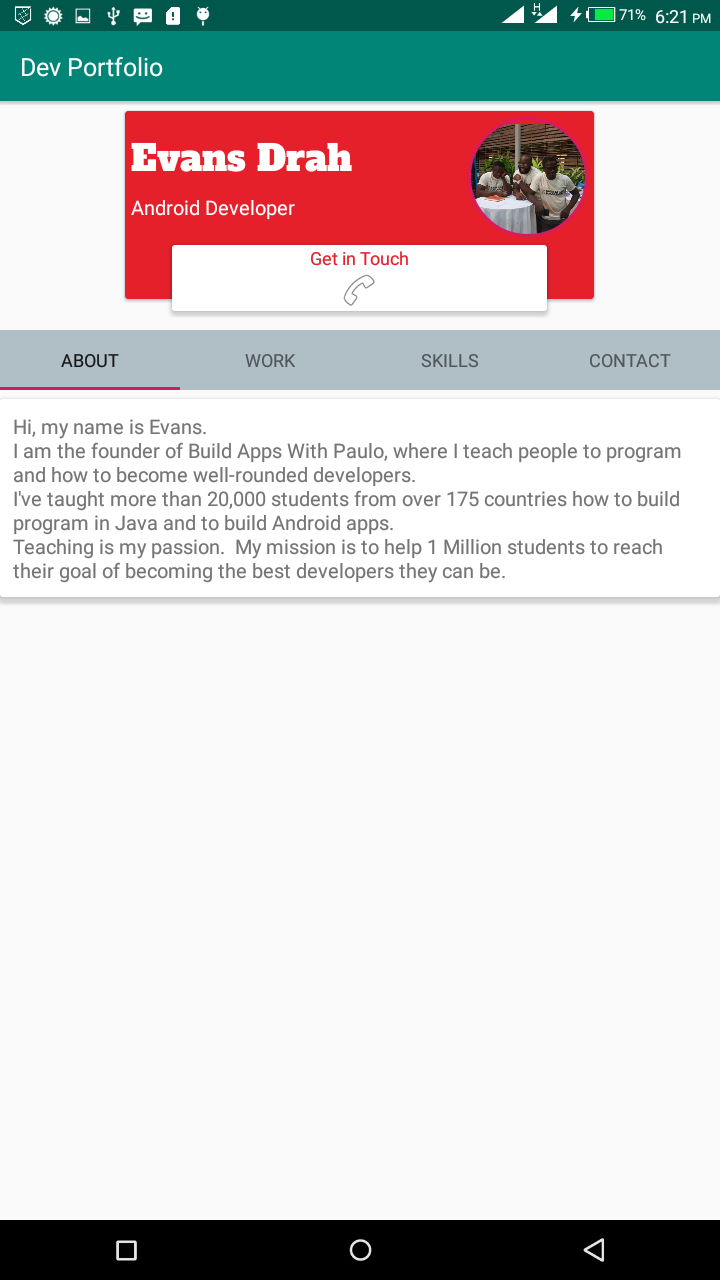 H
71%
6:21 PM
Dev Portfolio
Evans Drah
Android Developer
Get in Touch
ABOUT
WORK
SKILLS
CONTACT
Hi, my name is Evans.
I am the founder of Build Apps With Paulo, where I teach people to program
and how to become well-rounded developers.
I've taught more than 20,000 students from over 175 countries how to build
program in Java and to build Android apps.
Teaching is my passion.  My mission is to help 1 Million students to reach
their goal of becoming the best developers they can be.